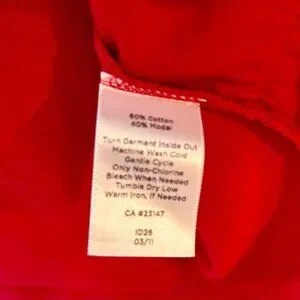 60% Cotton
40% Modal
Turn Garment Inside Out
Machine Wash Cold
Gentle Cycle
Only Non-Chlorine
Bleach When Needed
Tumble Dry Low
Warm Iron, If Needed
CA #23147
ID26
03/11